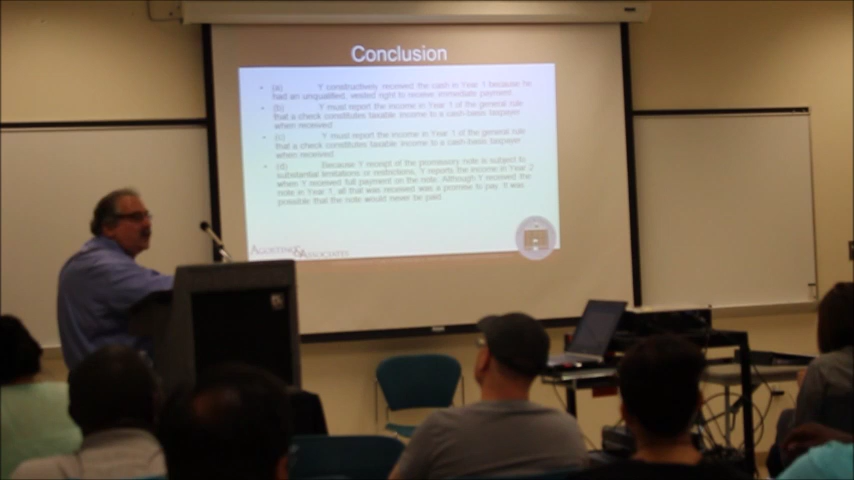 Conclusion
• (a) Y constructively received the cash in Year 1 because he
had an unqualified, vested right to receive immediate payment.
• (b) Y must report the income in Year 1 of the general rule
that a check constitutes taxable income to a cash-basis taxpayer
when received.
• (c) Y must report the income in Year 1 of the general rule
that a check constitutes taxable income to a cash-basis taxpayer
when received.
• (d) Because Y receipt of the promissory note is subject to
substantial limitations or restrictions, Y reports the income in Year 2
when Y received full payment on the note. Although Y received the
note in Year 1, all that was received was a promise to pay. It was
possible that the note would never be paid.
AGOSTINO & ASSOCIATES